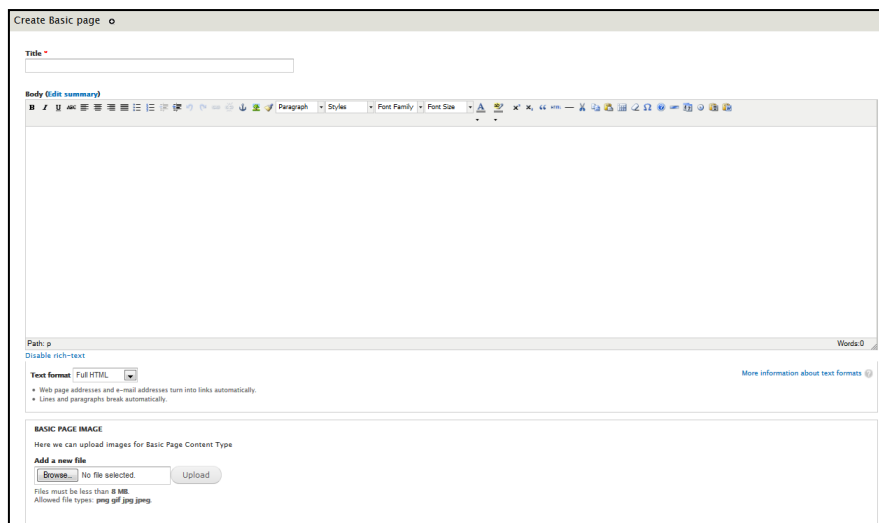 Create Basic page
Title *
Body (Edit summary)
B I U ABC Paragraph Styles Font Family Font Size A x² x₂ HTML Ω
Path: p Words:0
Disable rich-text
Text format Full HTML More information about text formats ?
Web page addresses and e-mail addresses turn into links automatically.
Lines and paragraphs break automatically.
BASIC PAGE IMAGE
Here we can upload images for Basic Page Content Type
Add a new file
Browse... No file selected. Upload
Files must be less than 8 MB.
Allowed file types: png gif jpg jpeg.